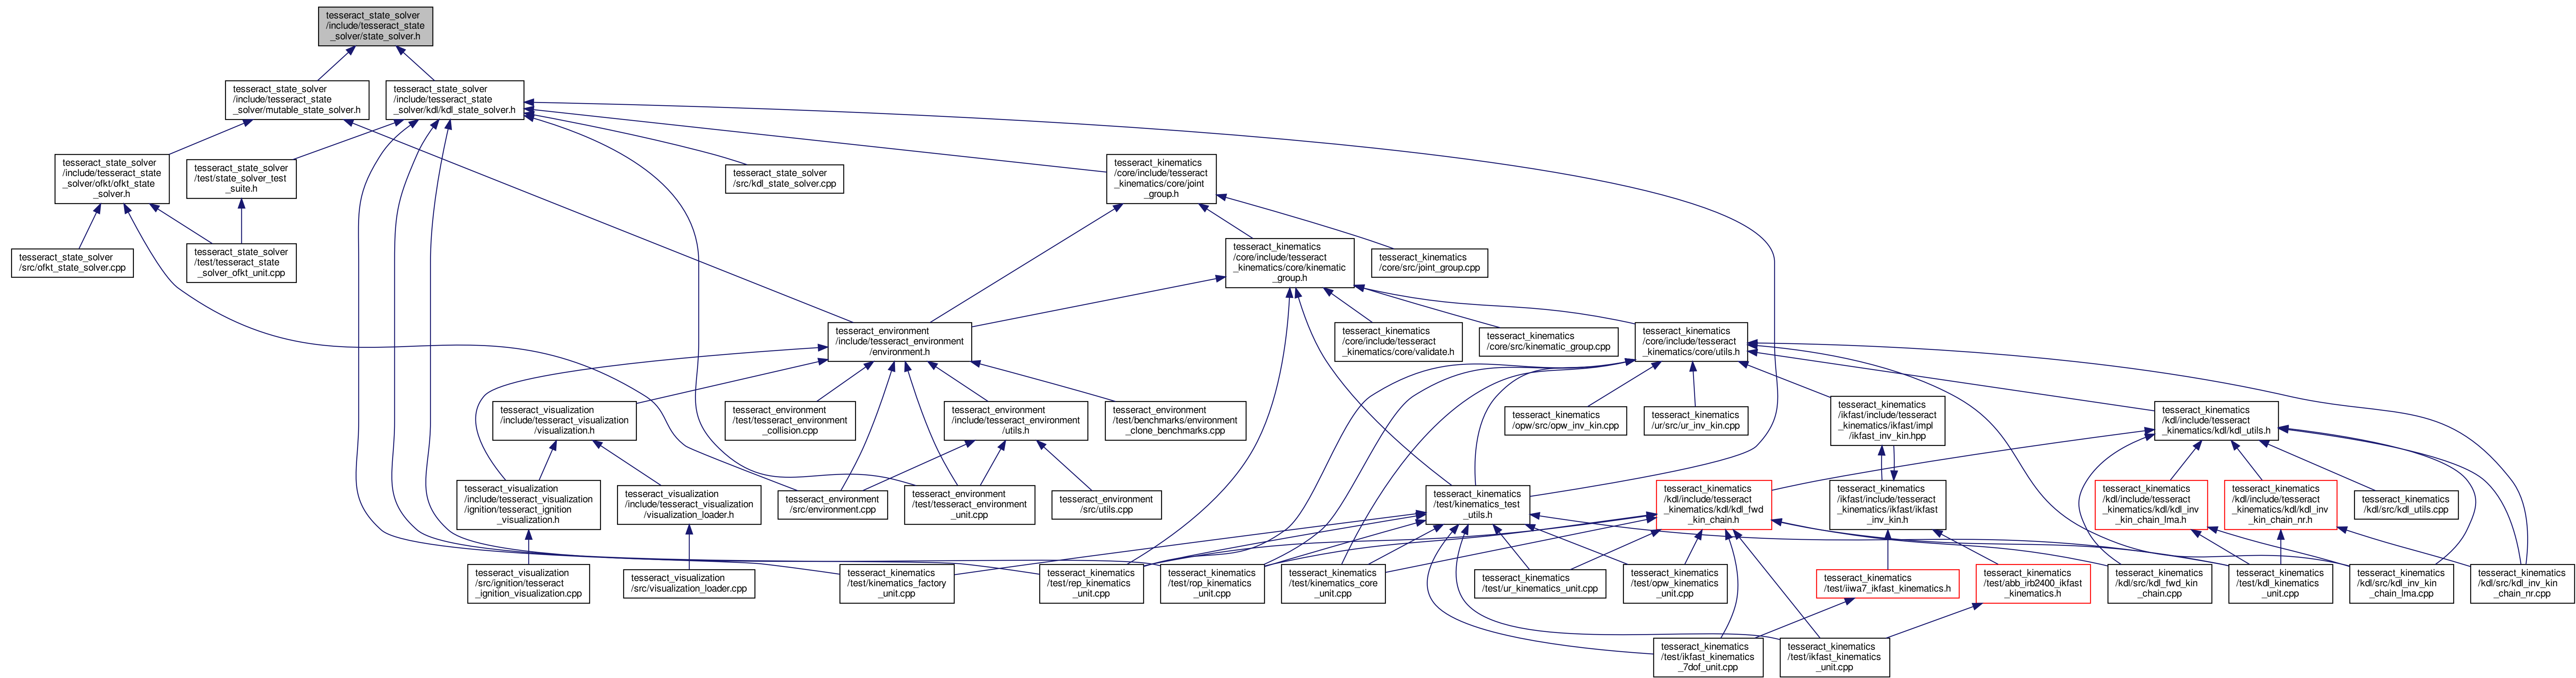 tesseract_state_solver
/include/tesseract_state
_solver/state_solver.h
tesseract_state_solver
/include/tesseract_state
_solver/mutable_state_solver.h
tesseract_state_solver
/include/tesseract_state
_solver/kdl/kdl_state_solver.h
tesseract_state_solver
/include/tesseract_state
_solver/ofkt/ofkt_state
_solver.h
tesseract_state_solver
/test/state_solver_test
_suite.h
tesseract_state_solver
/src/kdl_state_solver.cpp
tesseract_kinematics
/core/include/tesseract
_kinematics/core/joint
_group.h
tesseract_state_solver
/src/ofkt_state_solver.cpp
tesseract_state_solver
/test/tesseract_state
_solver_ofkt_unit.cpp
tesseract_kinematics
/core/include/tesseract
_kinematics/core/kinematic
_group.h
tesseract_kinematics
/core/src/joint_group.cpp
tesseract_environment
/include/tesseract_environment
/environment.h
tesseract_kinematics
/core/include/tesseract
_kinematics/core/validate.h
tesseract_kinematics
/core/src/kinematic_group.cpp
tesseract_kinematics
/core/include/tesseract
_kinematics/core/utils.h
tesseract_visualization
/include/tesseract_visualization
/visualization.h
tesseract_environment
/test/tesseract_environment
_collision.cpp
tesseract_environment
/include/tesseract_environment
/utils.h
tesseract_environment
/test/benchmarks/environment
_clone_benchmarks.cpp
tesseract_kinematics
/opw/src/opw_inv_kin.cpp
tesseract_kinematics
/ur/src/ur_inv_kin.cpp
tesseract_kinematics
/ikfast/include/tesseract
_kinematics/ikfast/impl
/ikfast_inv_kin.hpp
tesseract_kinematics
/kdl/include/tesseract
_kinematics/kdl/kdl_utils.h
tesseract_visualization
/include/tesseract_visualization
/ignition/tesseract_ignition
_visualization.h
tesseract_visualization
/include/tesseract_visualization
/visualization_loader.h
tesseract_environment
/src/environment.cpp
tesseract_environment
/test/tesseract_environment
_unit.cpp
tesseract_environment
/src/utils.cpp
tesseract_kinematics
/test/kinematics_test
_utils.h
tesseract_kinematics
/kdl/include/tesseract
_kinematics/kdl/kdl_fwd
_kin_chain.h
tesseract_kinematics
/ikfast/include/tesseract
_kinematics/ikfast/ikfast
_inv_kin.h
tesseract_kinematics
/kdl/include/tesseract
_kinematics/kdl/kdl_inv
_kin_chain_lma.h
tesseract_kinematics
/kdl/include/tesseract
_kinematics/kdl/kdl_inv
_kin_chain_nr.h
tesseract_kinematics
/kdl/src/kdl_utils.cpp
tesseract_visualization
/src/ignition/tesseract
_ignition_visualization.cpp
tesseract_visualization
/src/visualization_loader.cpp
tesseract_kinematics
/test/kinematics_factory
_unit.cpp
tesseract_kinematics
/test/rep_kinematics
_unit.cpp
tesseract_kinematics
/test/rop_kinematics
_unit.cpp
tesseract_kinematics
/test/kinematics_core
_unit.cpp
tesseract_kinematics
/test/ur_kinematics_unit.cpp
tesseract_kinematics
/test/opw_kinematics
_unit.cpp
tesseract_kinematics
/test/iiwa7_ikfast_kinematics.h
tesseract_kinematics
/test/abb_irb2400_ikfast
_kinematics.h
tesseract_kinematics
/kdl/src/kdl_fwd_kin
_chain.cpp
tesseract_kinematics
/test/kdl_kinematics
_unit.cpp
tesseract_kinematics
/kdl/src/kdl_inv_kin
_chain_lma.cpp
tesseract_kinematics
/kdl/src/kdl_inv_kin
_chain_nr.cpp
tesseract_kinematics
/test/ikfast_kinematics
_7dof_unit.cpp
tesseract_kinematics
/test/ikfast_kinematics
_unit.cpp